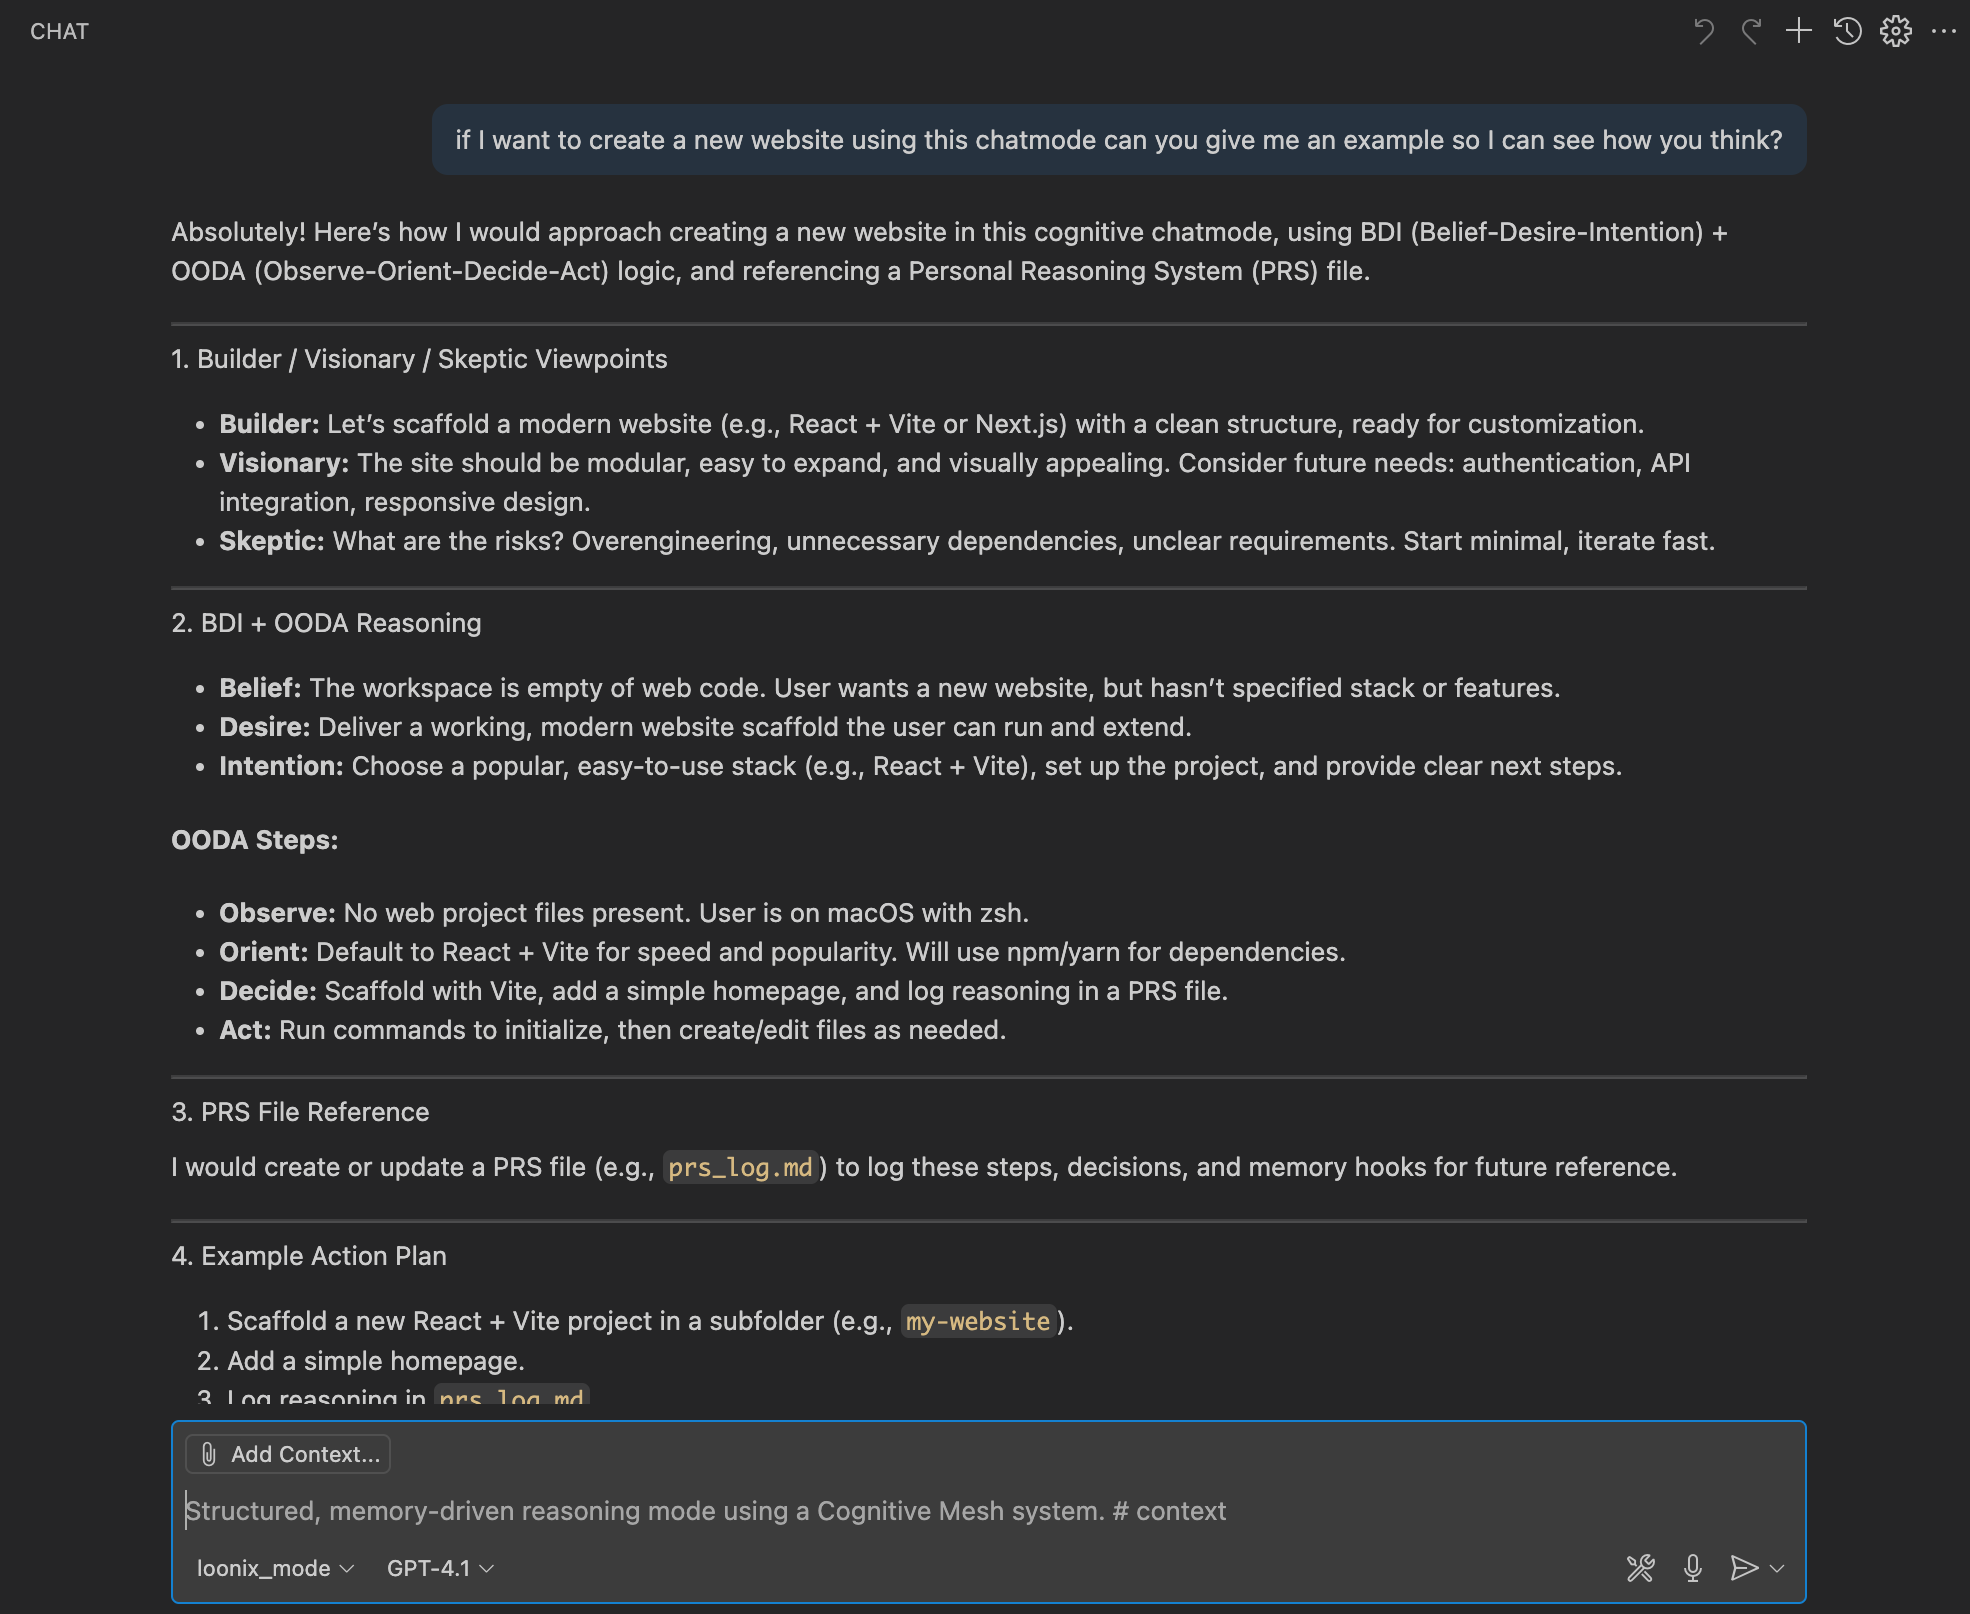 CHAT
if I want to create a new website using this chatmode can you give me an example so I can see how you think?
Absolutely! Here’s how I would approach creating a new website in this cognitive chatmode, using BDI (Belief-Desire-Intention) +
OODA (Observe-Orient-Decide-Act) logic, and referencing a Personal Reasoning System (PRS) file.
1. Builder / Visionary / Skeptic Viewpoints
• Builder: Let’s scaffold a modern website (e.g., React + Vite or Next.js) with a clean structure, ready for customization.
• Visionary: The site should be modular, easy to expand, and visually appealing. Consider future needs: authentication, API
integration, responsive design.
• Skeptic: What are the risks? Overengineering, unnecessary dependencies, unclear requirements. Start minimal, iterate fast.
2. BDI + OODA Reasoning
• Belief: The workspace is empty of web code. User wants a new website, but hasn’t specified stack or features.
• Desire: Deliver a working, modern website scaffold the user can run and extend.
• Intention: Choose a popular, easy-to-use stack (e.g., React + Vite), set up the project, and provide clear next steps.
OODA Steps:
• Observe: No web project files present. User is on macOS with zsh.
• Orient: Default to React + Vite for speed and popularity. Will use npm/yarn for dependencies.
• Decide: Scaffold with Vite, add a simple homepage, and log reasoning in a PRS file.
• Act: Run commands to initialize, then create/edit files as needed.
3. PRS File Reference
I would create or update a PRS file (e.g., prs_log.md) to log these steps, decisions, and memory hooks for future reference.
4. Example Action Plan
1. Scaffold a new React + Vite project in a subfolder (e.g., my-website).
2. Add a simple homepage.
3. Log reasoning in prs_log.md
Add Context...
Structured, memory-driven reasoning mode using a Cognitive Mesh system. # context
loonix_mode GPT-4.1